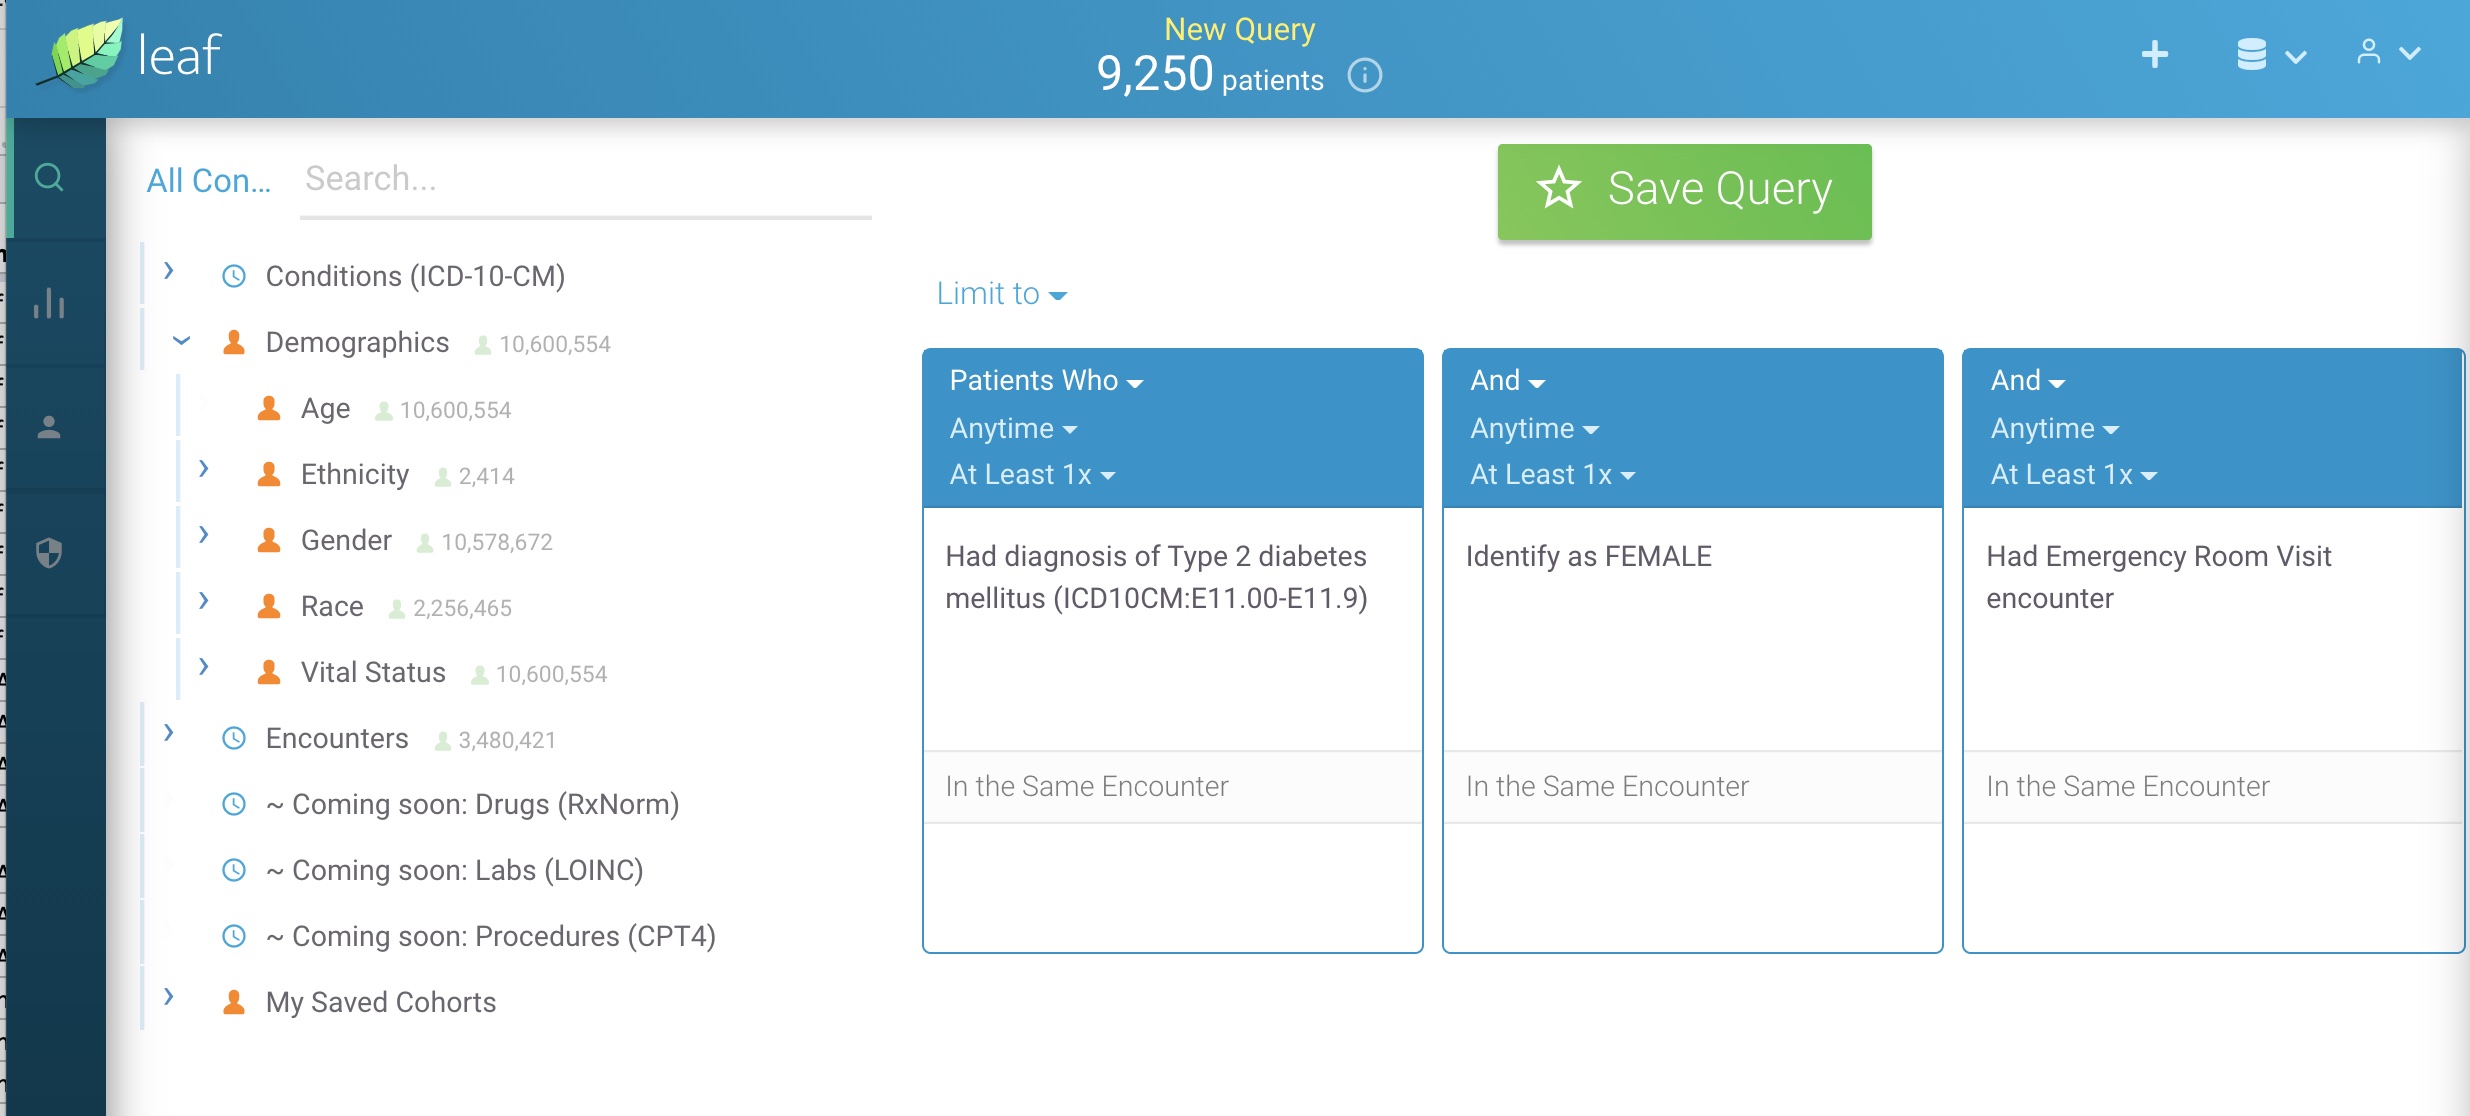 leaf
New Query
9,250 patients
All Con...
Search...
Save Query
Conditions (ICD-10-CM)
Demographics 10,600,554
Age 10,600,554
Ethnicity 2,414
Gender 10,578,672
Race 2,256,465
Vital Status 10,600,554
Encounters 3,480,421
~ Coming soon: Drugs (RxNorm)
~ Coming soon: Labs (LOINC)
~ Coming soon: Procedures (CPT4)
My Saved Cohorts
Limit to
Patients Who
Anytime
At Least 1x
Had diagnosis of Type 2 diabetes
mellitus (ICD10CM:E11.00-E11.9)
In the Same Encounter
And
Anytime
At Least 1x
Identify as FEMALE
In the Same Encounter
And
Anytime
At Least 1x
Had Emergency Room Visit
encounter
In the Same Encounter